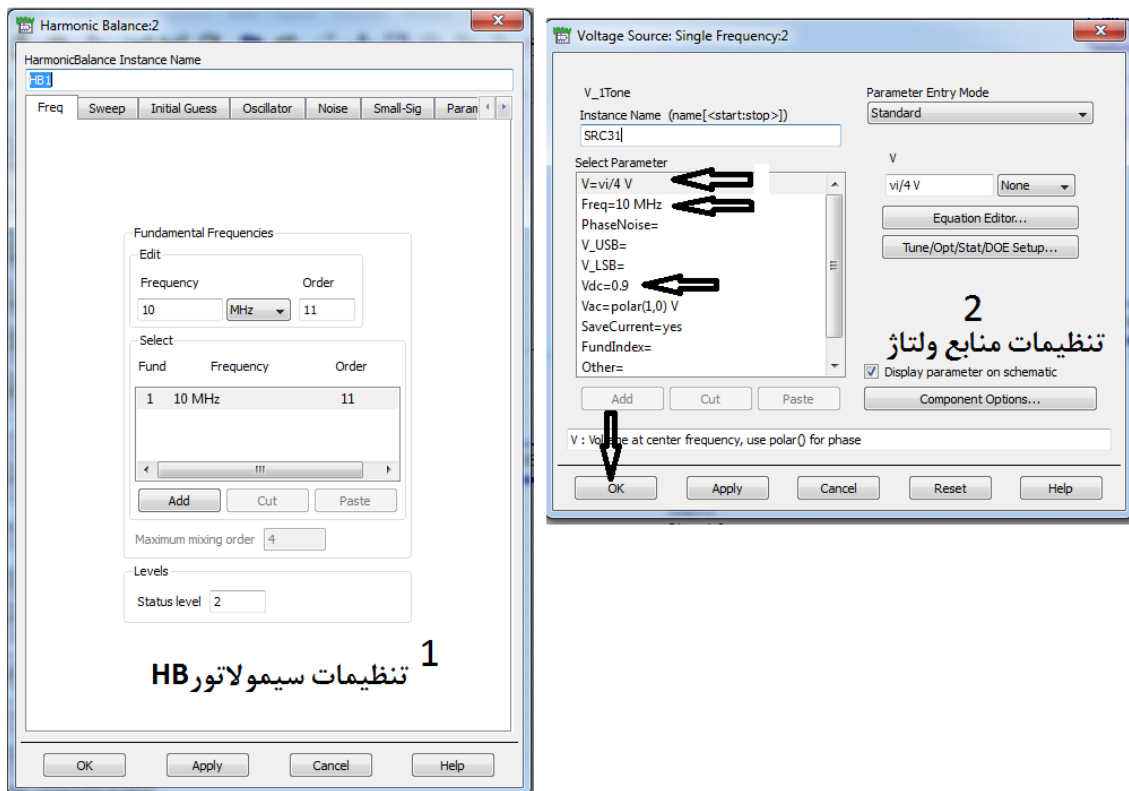 Harmonic Balance:2
HarmonicBalance Instance Name
HB1
Freq Sweep Initial Guess Oscillator Noise Small-Sig Paran
Fundamental Frequencies
Edit
Frequency Order
10 MHz 11
Select
Fund Frequency Order
1 10 MHz 11
Add Cut Paste
Maximum mixing order 4
Levels
Status level 2
1
تنظیمات سیمولاتور HB
OK Apply Cancel Help
Voltage Source: Single Frequency:2
V_1Tone
Instance Name (name[<start:stop>])
SRC31
Parameter Entry Mode
Standard
Select Parameter
V=vi/4 V
Freq=10 MHz
PhaseNoise=
V_USB=
V_LSB=
Vdc=0.9
Vac=polar(1,0) V
SaveCurrent=yes
FundIndex=
Other=
Add Cut Paste
V
vi/4 V None
Equation Editor...
Tune/Opt/Stat/DOE Setup...
2
تنظیمات منابع ولتاژ
Display parameter on schematic
Component Options...
V : Voltage at center frequency, use polar() for phase
OK Apply Cancel Reset Help